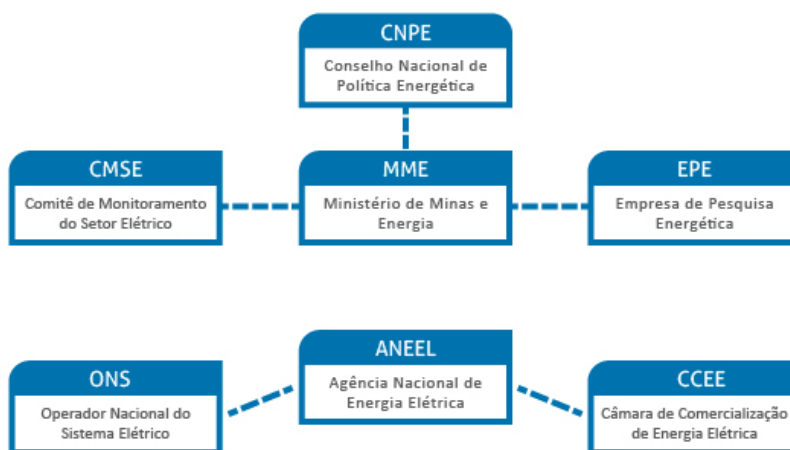 CNPE
Conselho Nacional de
Política Energética
CMSE
Comitê de Monitoramento
do Setor Elétrico
MME
Ministério de Minas e
Energia
EPE
Empresa de Pesquisa
Energética
ONS
Operador Nacional do
Sistema Elétrico
ANEEL
Agência Nacional de
Energia Elétrica
CCEE
Câmara de Comercialização
de Energia Elétrica